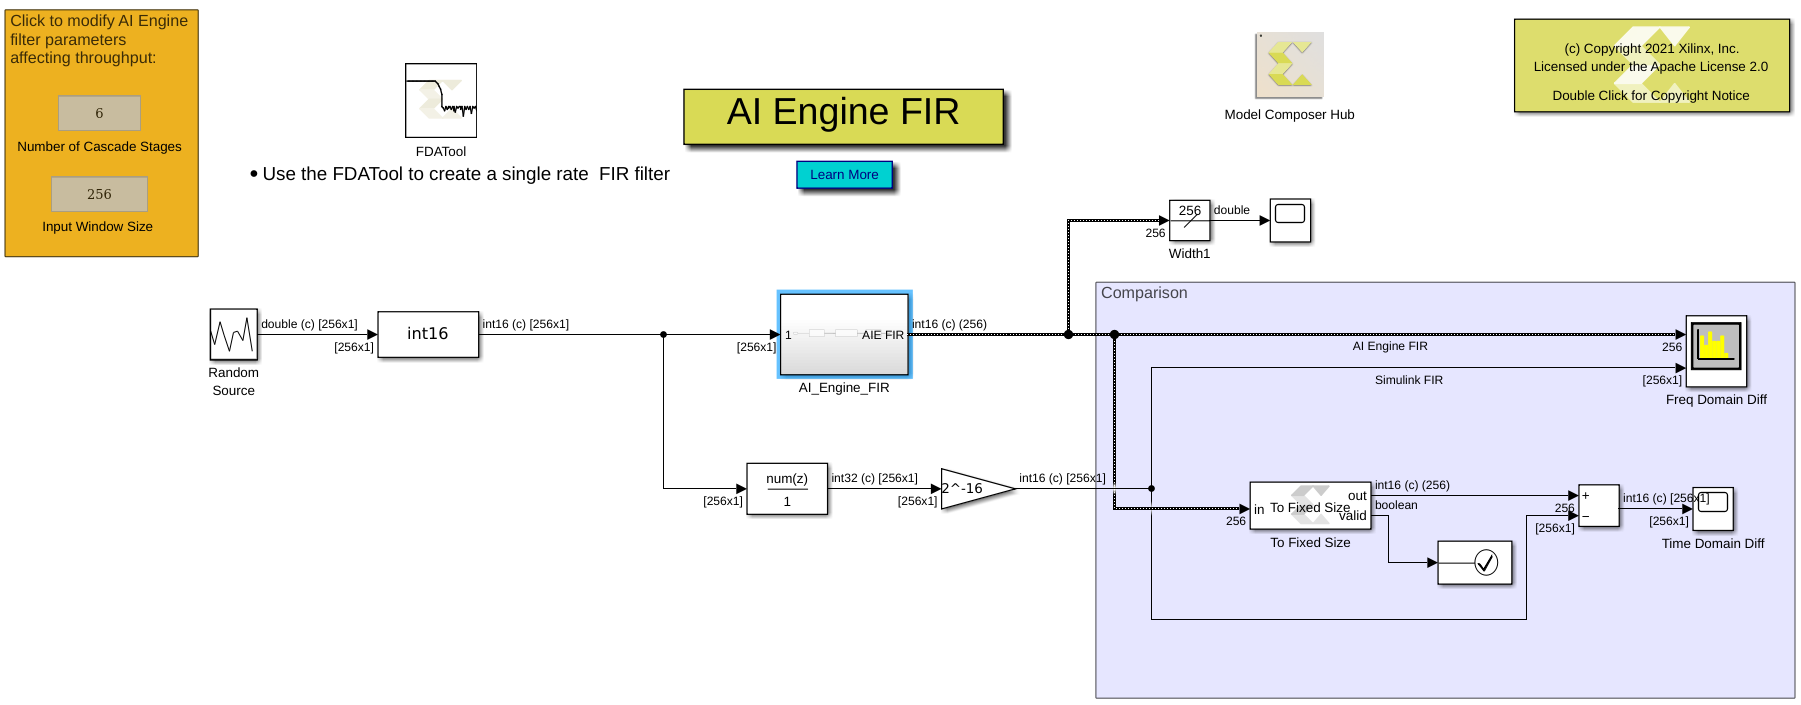 Click to modify AI Engine
filter parameters
affecting throughput:
6
Number of Cascade Stages
256
Input Window Size
FDATool
• Use the FDATool to create a single rate  FIR filter
AI Engine FIR
Learn More
Model Composer Hub
(c) Copyright 2021 Xilinx, Inc.
Licensed under the Apache License 2.0
Double Click for Copyright Notice
256
256
double
Width1
Comparison
Random
Source
double (c) [256x1]
[256x1]
int16
int16 (c) [256x1]
[256x1]
1
AIE FIR
AI_Engine_FIR
int16 (c) (256)
AI Engine FIR
256
Simulink FIR
[256x1]
Freq Domain Diff
[256x1]
num(z)
1
int32 (c) [256x1]
[256x1]
2^-16
int16 (c) [256x1]
256
in
To Fixed Size
out
valid
To Fixed Size
int16 (c) (256)
boolean
256
[256x1]
+
−
int16 (c) [256x1]
[256x1]
Time Domain Diff